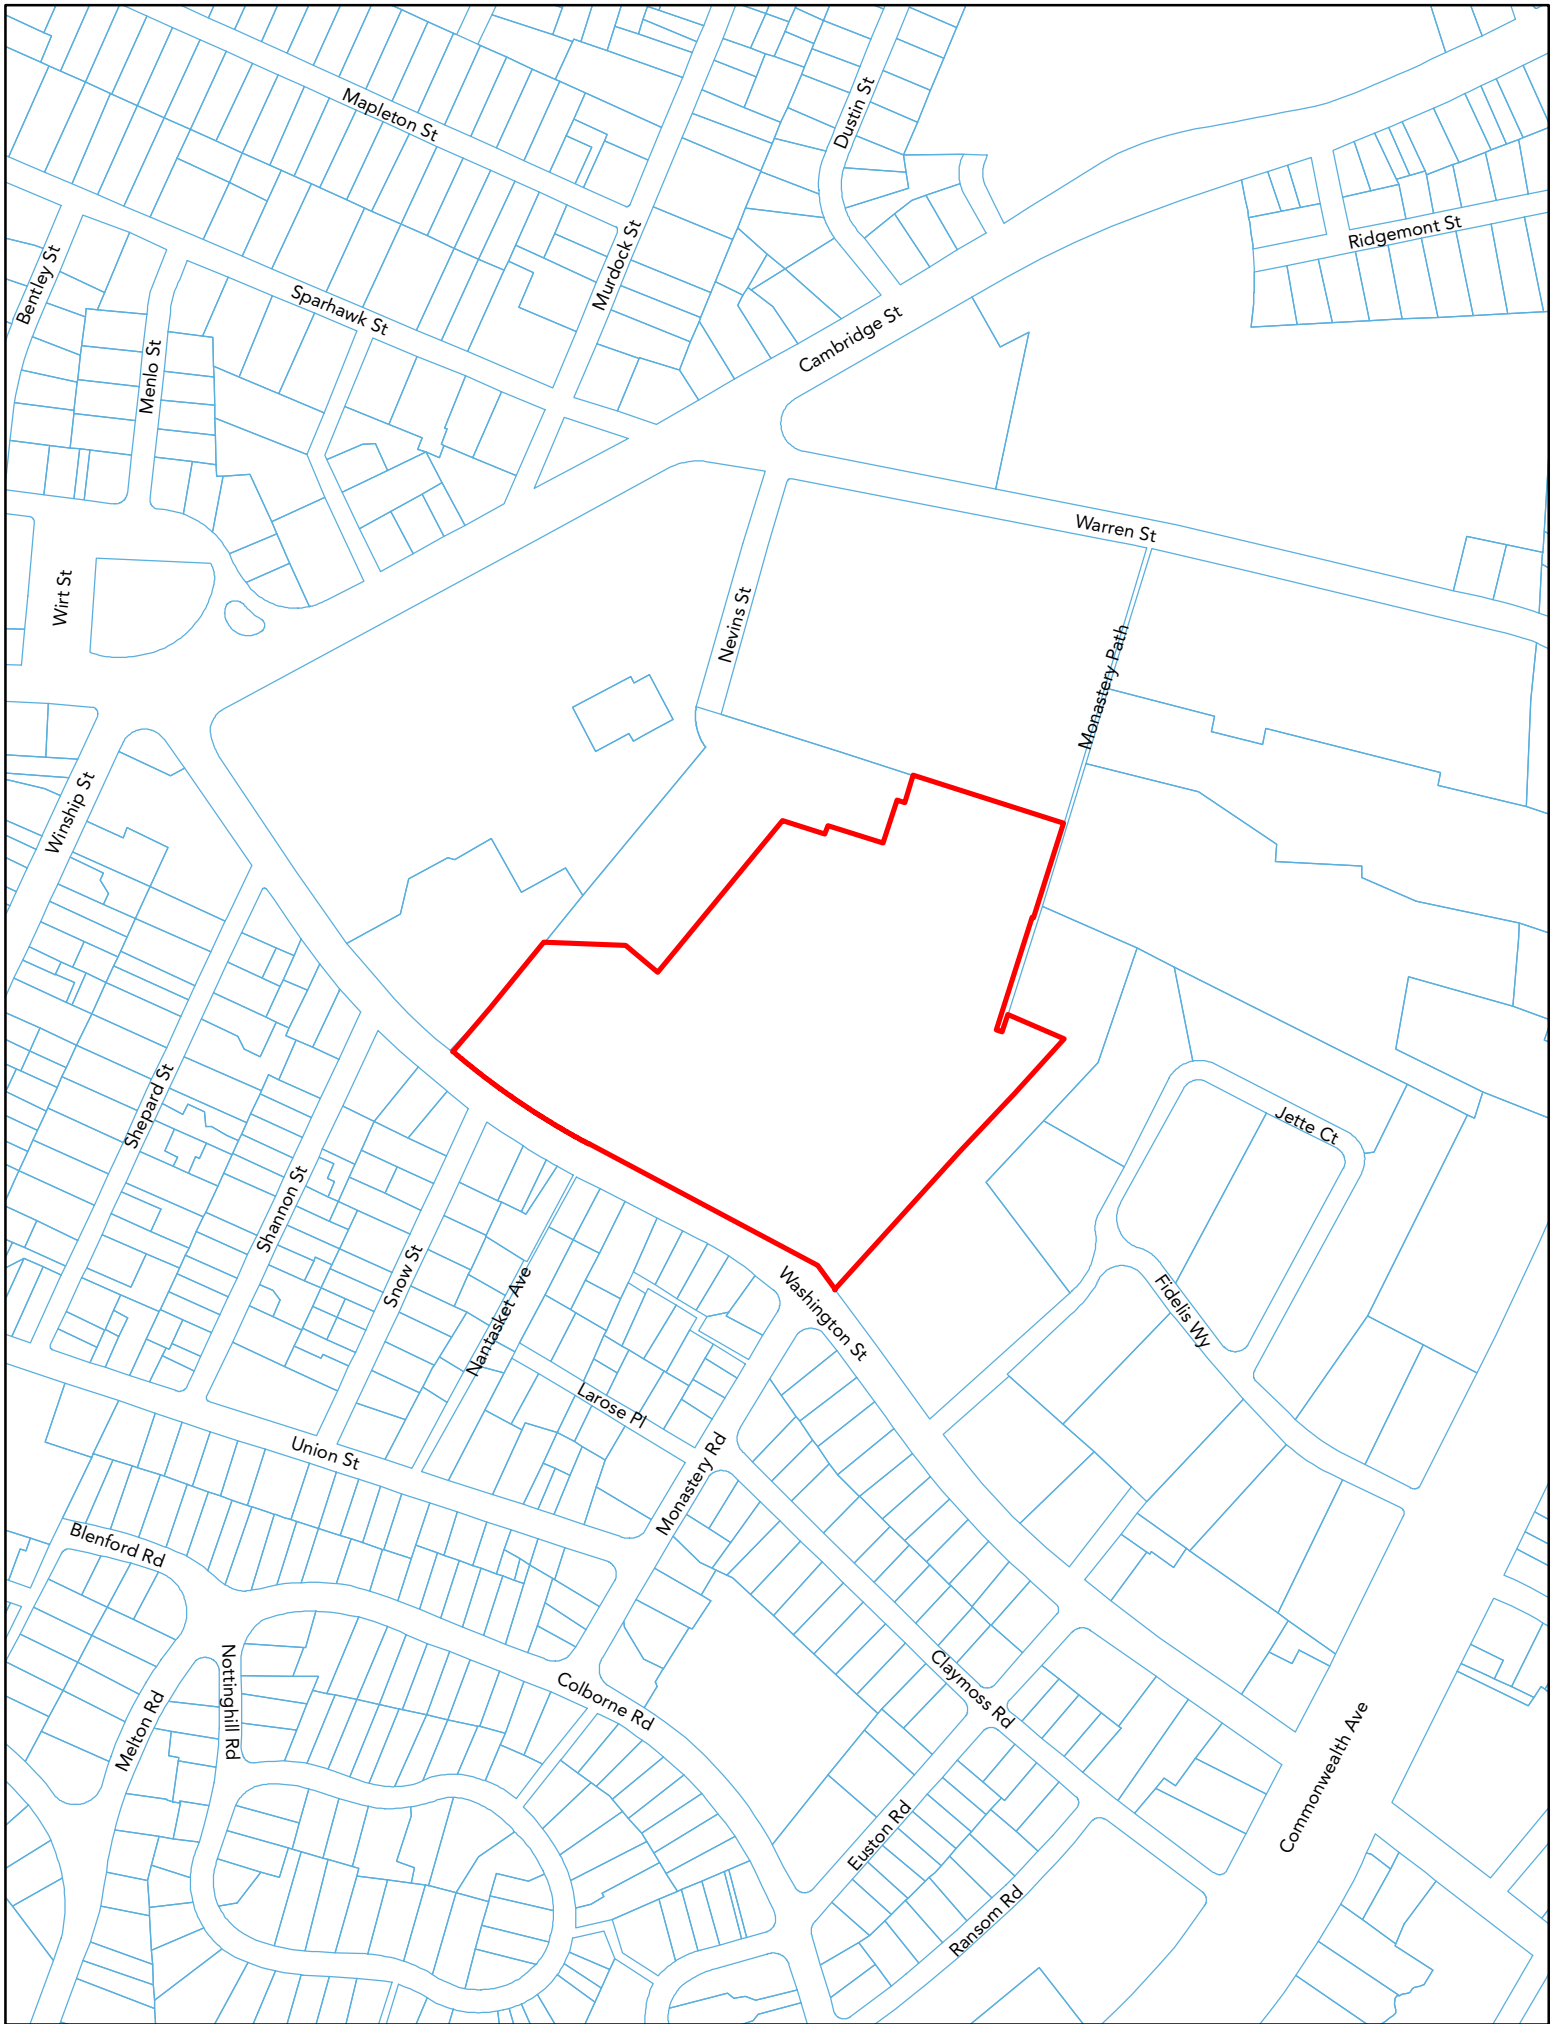 Mapleton St
Dustin St
Ridgemont St
Murdock St
Bentley St
Sparhawk St
Cambridge St
Menlo St
Warren St
Wirt St
Nevins St
Monastery Path
Winship St
Shepard St
Jette Ct
Shannon St
Snow St
Nantasket Ave
Washington St
Fidelis Wy
Larose Pl
Union St
Monastery Rd
Blenford Rd
Nottinghill Rd
Claymoss Rd
Colborne Rd
Melton Rd
Commonwealth Ave
Euston Rd
Ransom Rd